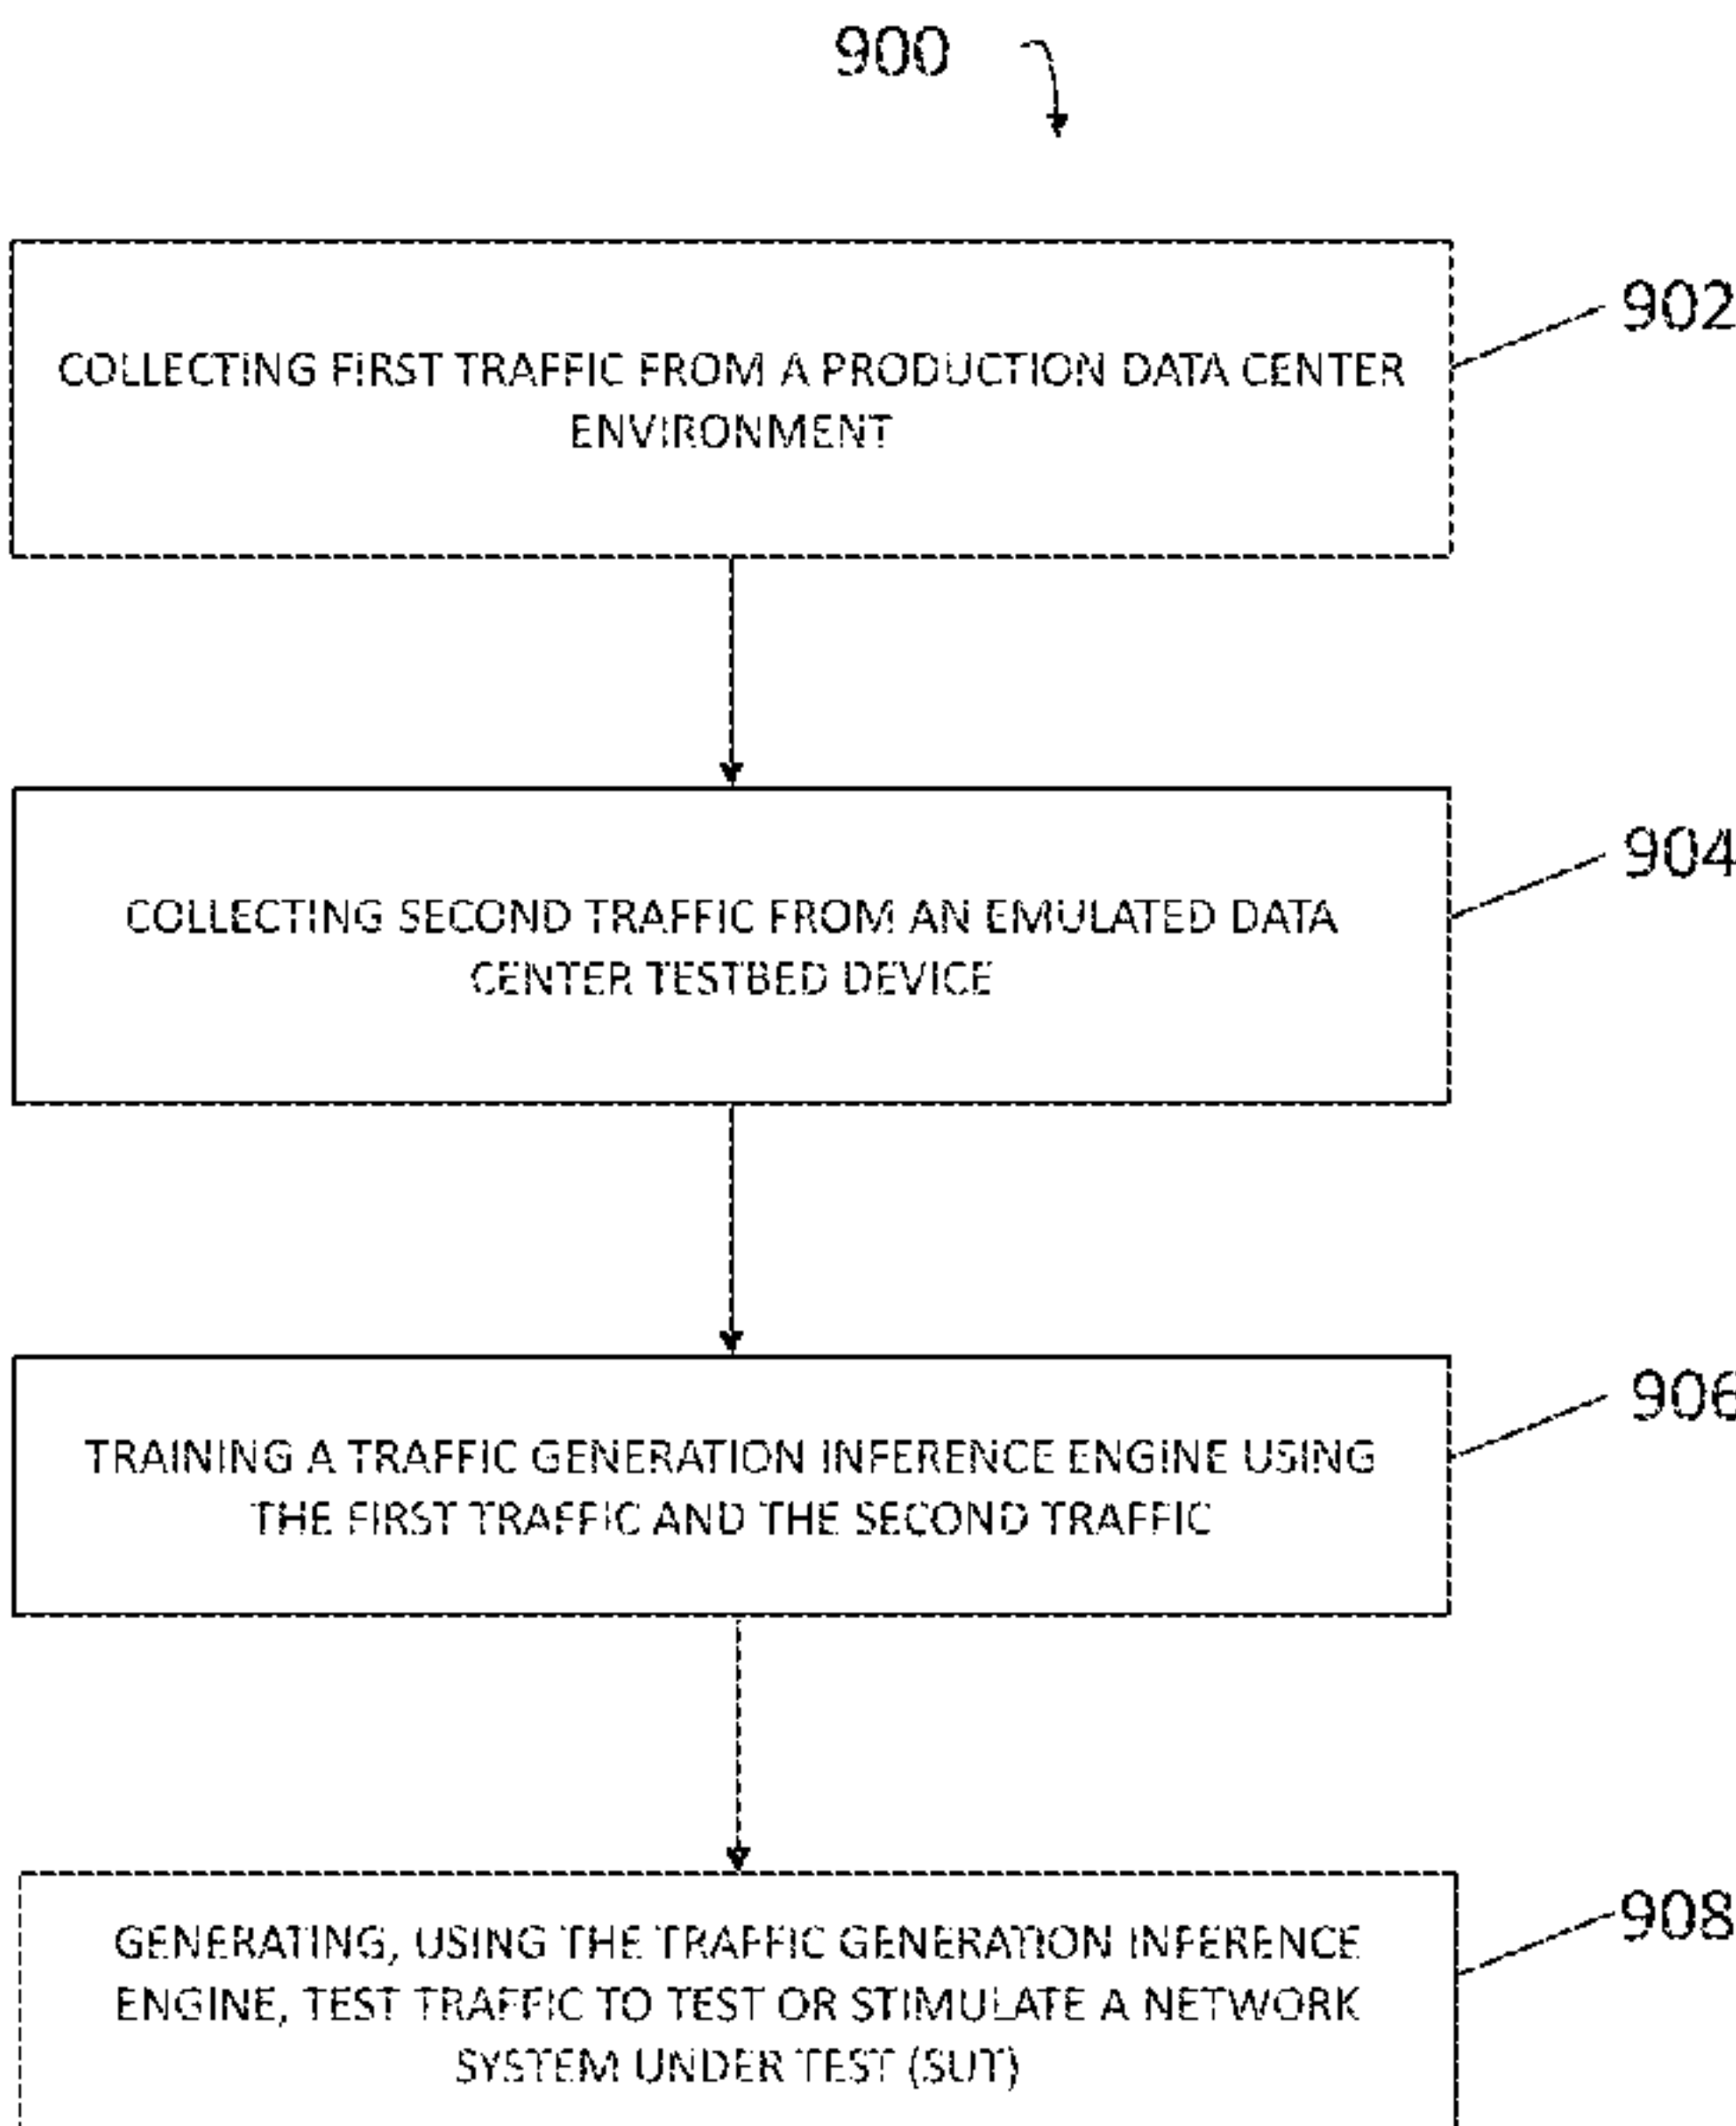 900
COLLECTING FIRST TRAFFIC FROM A PRODUCTION DATA CENTER
ENVIRONMENT
902
COLLECTING SECOND TRAFFIC FROM AN EMULATED DATA
CENTER TESTBED DEVICE
904
TRAINING A TRAFFIC GENERATION INFERENCE ENGINE USING
THE FIRST TRAFFIC AND THE SECOND TRAFFIC
906
GENERATING, USING THE TRAFFIC GENERATION INFERENCE
ENGINE, TEST TRAFFIC TO TEST OR STIMULATE A NETWORK
SYSTEM UNDER TEST (SUT)
908